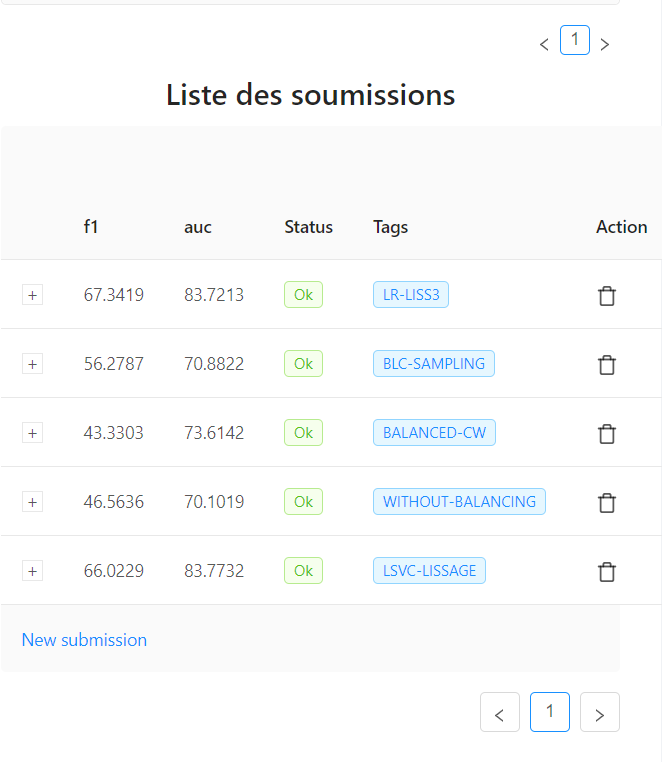 < 1 >
Liste des soumissions
f1 auc Status Tags Action
+ 67.3419 83.7213 Ok LR-LISS3
+ 56.2787 70.8822 Ok BLC-SAMPLING
+ 43.3303 73.6142 Ok BALANCED-CW
+ 46.5636 70.1019 Ok WITHOUT-BALANCING
+ 66.0229 83.7732 Ok LSVC-LISSAGE
New submission
< 1 >